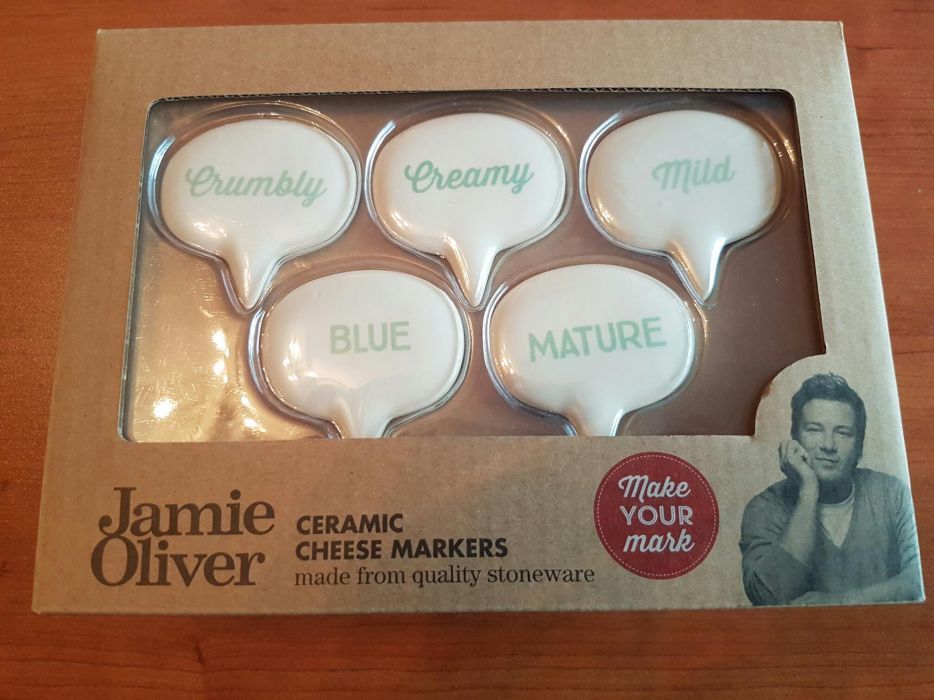 Crumbly
Creamy
Mild
BLUE
MATURE
Jamie
Oliver
CERAMIC
CHEESE MARKERS
made from quality stoneware
Make
YOUR
mark